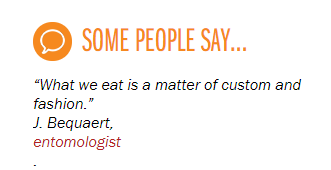 SOME PEOPLE SAY...
“What we eat is a matter of custom and
fashion.”
J. Bequaert,
entomologist
.